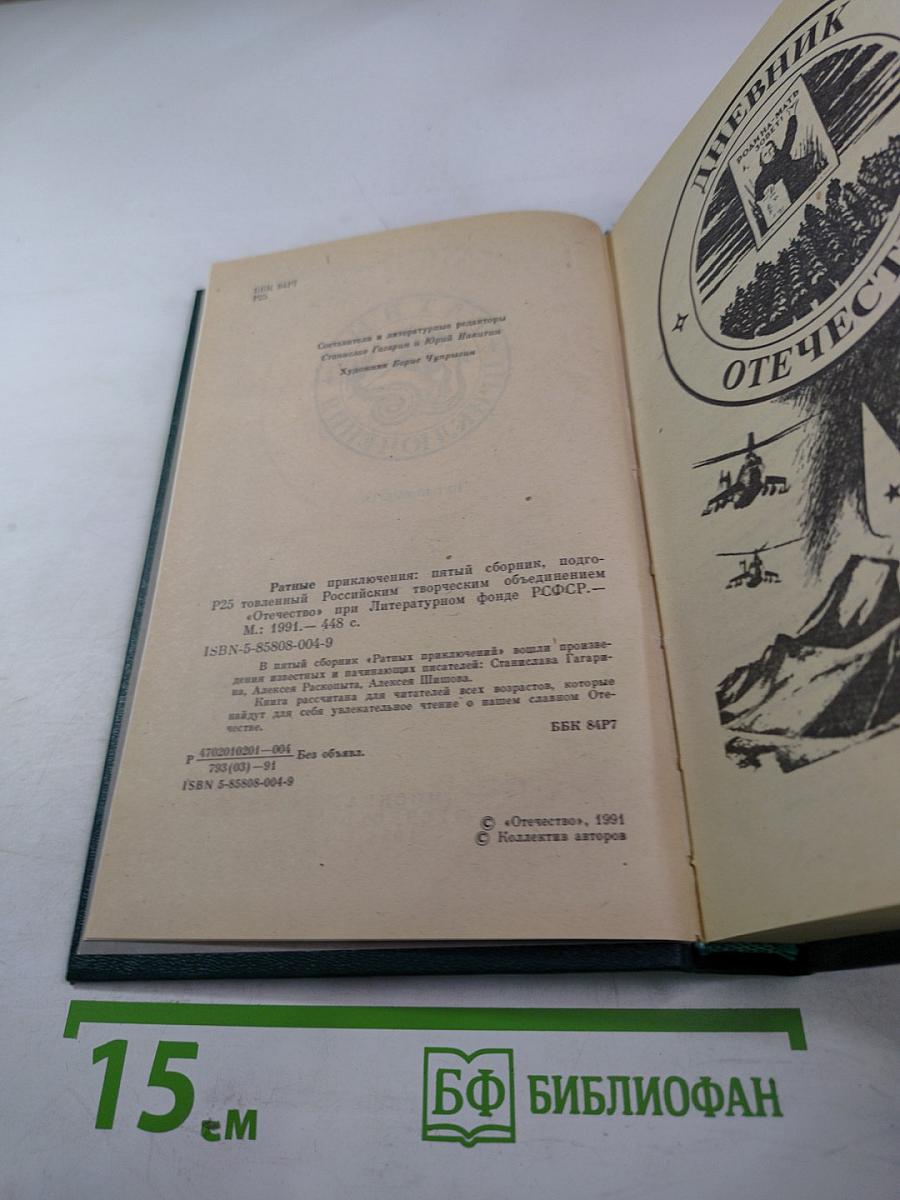 ББК 84Р7
Р25
Составители и литературные редакторы
Станислав Гагарин и Юрий Никитин
Художник Борис Чупрыгин
Ратные приключения: пятый сборник, подго-
Р25 товленный Российским творческим объединением
«Отечество» при Литературном фонде РСФСР.—
М.: 1991.— 448 с.
ISBN-5-85808-004-9
В пятый сборник «Ратных приключений» вошли произве-
дения известных и начинающих писателей: Станислава Гагари-
на, Алексея Раскопыта, Алексея Шишова.
Книга рассчитана для читателей всех возрастов, которые
найдут для себя увлекательное чтение о нашем славном Оте-
честве.
ББК 84Р7
Р 4702010201—004 Без объявл.
793(03)—91
ISBN 5-85808-004-9
© «Отечество», 1991
© Коллектив авторов
ДНЕВНИК
РОДИНА-МАТЬ
ЗОВЕТ!
ОТЕЧЕСТ
15 см
БФ БИБЛИОФАН